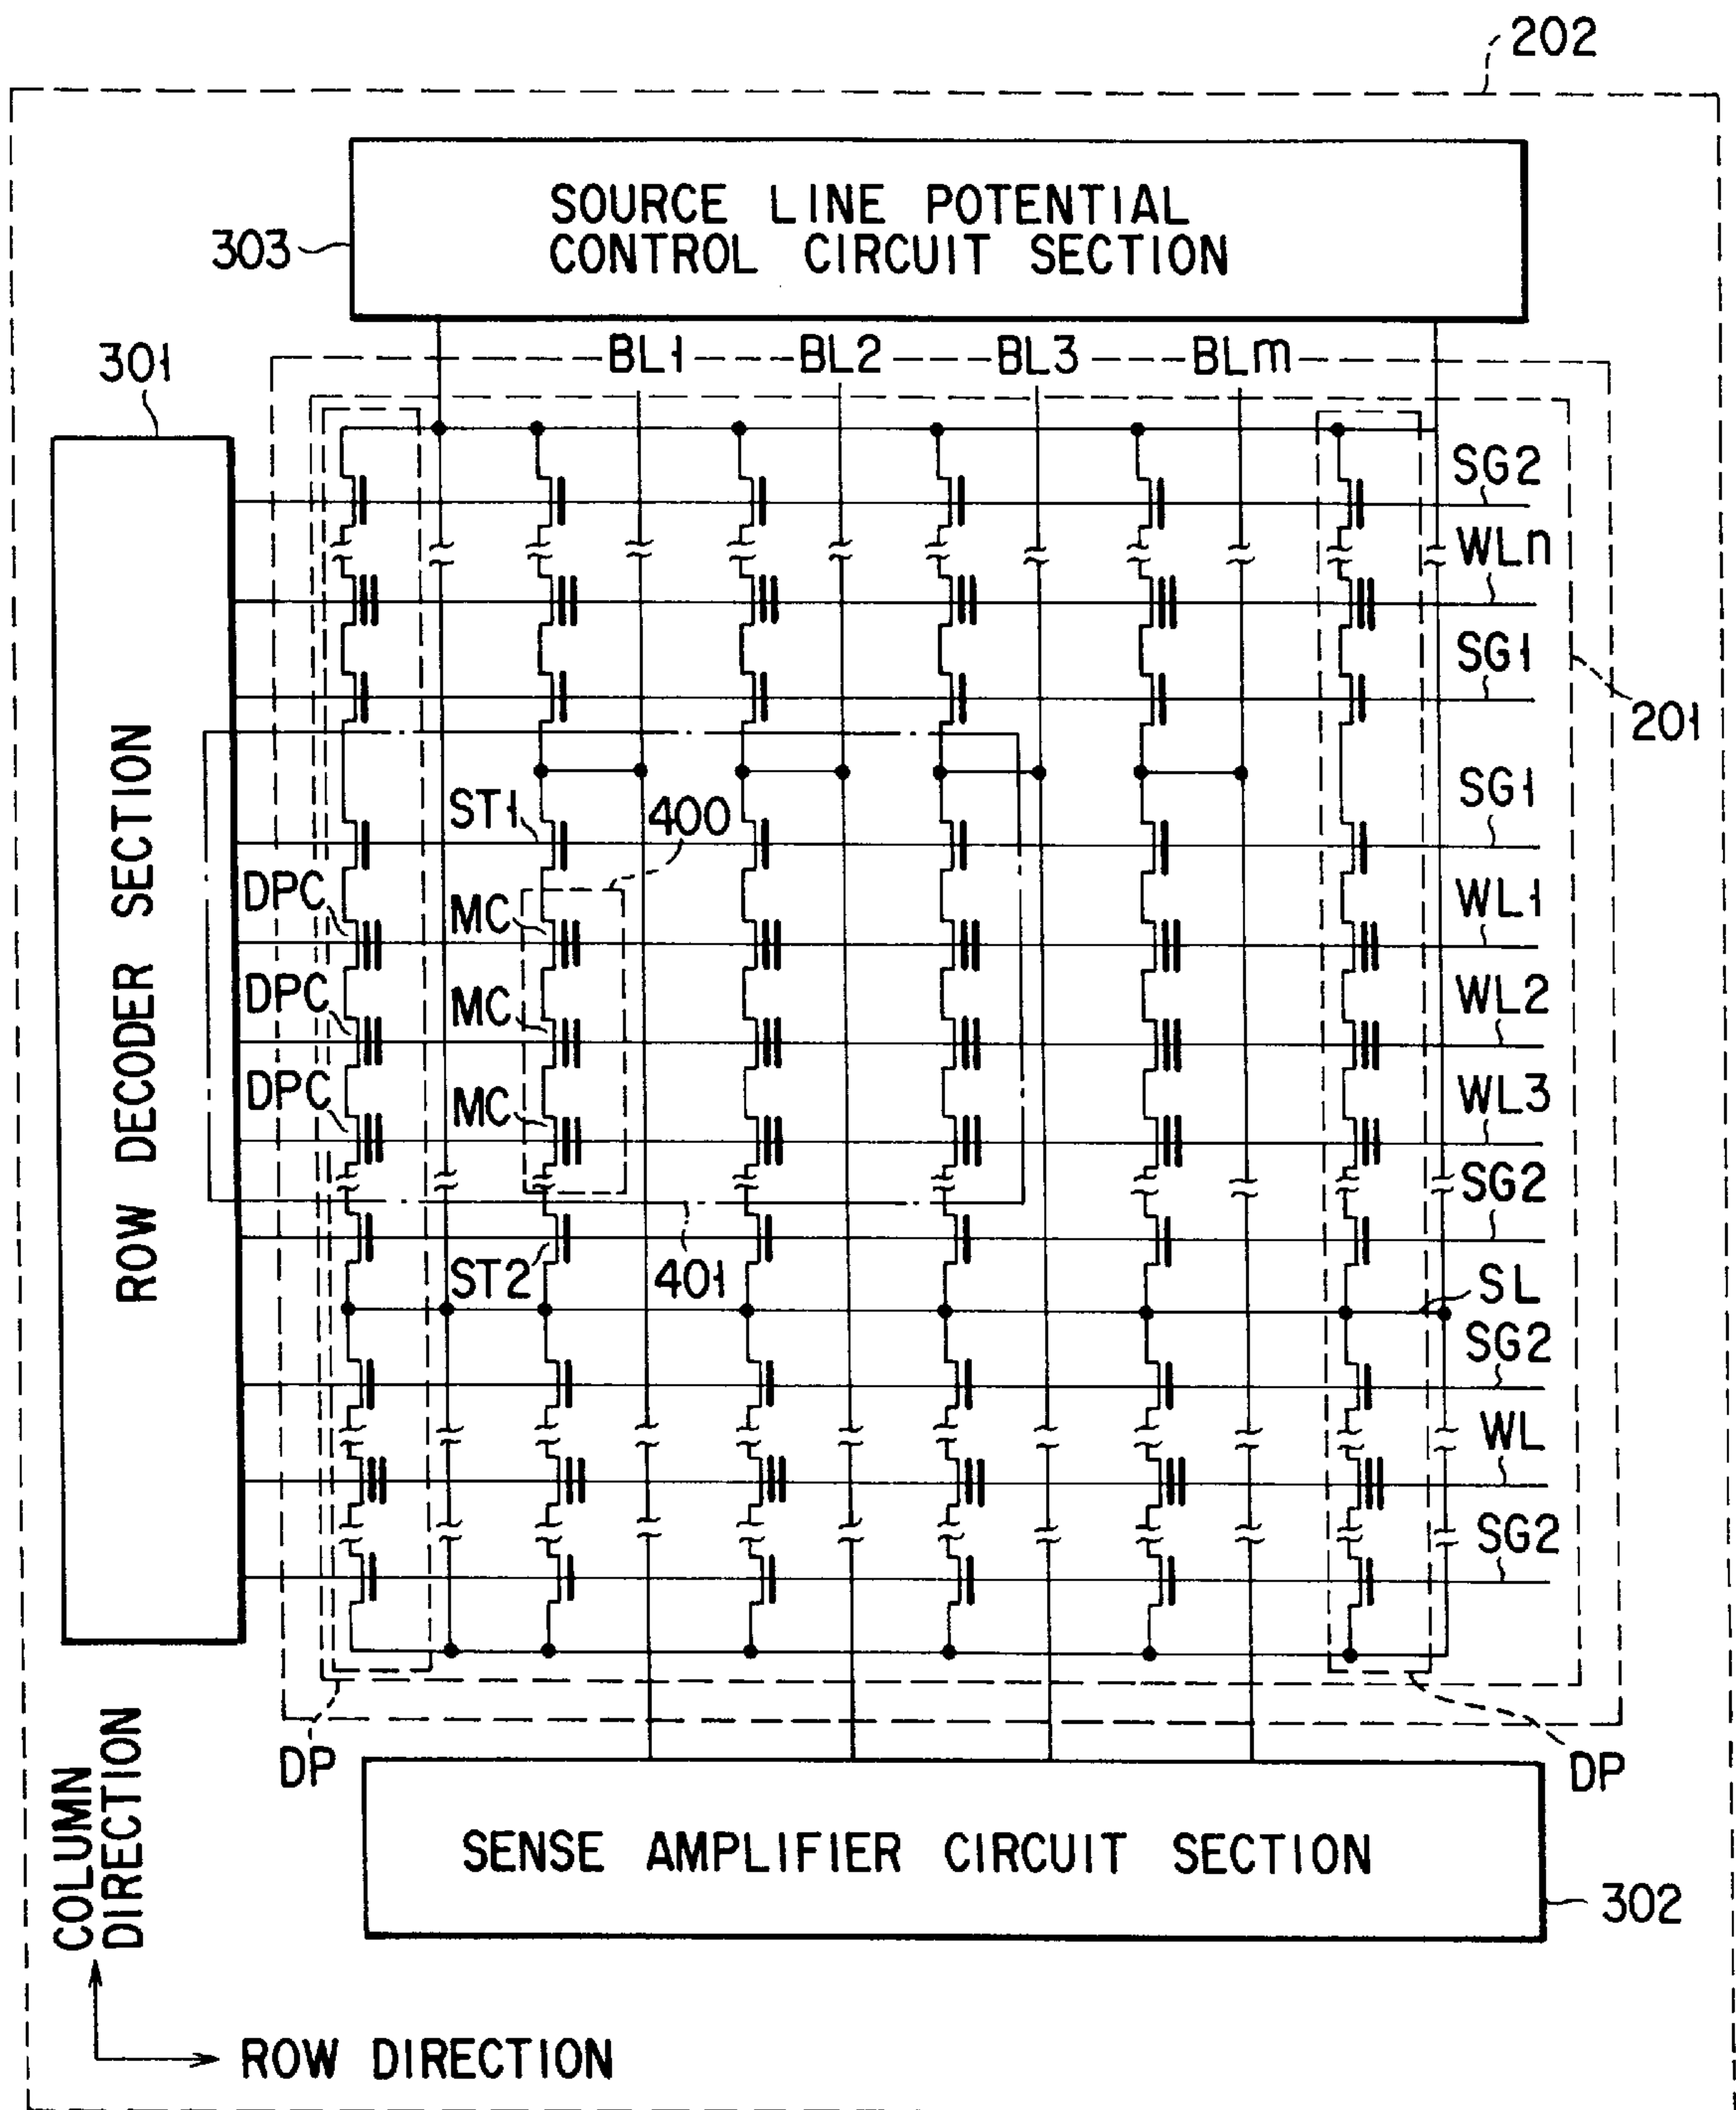 202
SOURCE LINE POTENTIAL
CONTROL CIRCUIT SECTION
303
301
BL1
BL2
BL3
BLm
SG2
WLn
SG1
201
ROW DECODER SECTION
ST1
400
SG1
DPC
MC
WL1
DPC
MC
WL2
DPC
MC
WL3
SG2
ST2
401
SL
SG2
WL
SG2
DP
DP
SENSE AMPLIFIER CIRCUIT SECTION
302
COLUMN
DIRECTION
ROW DIRECTION